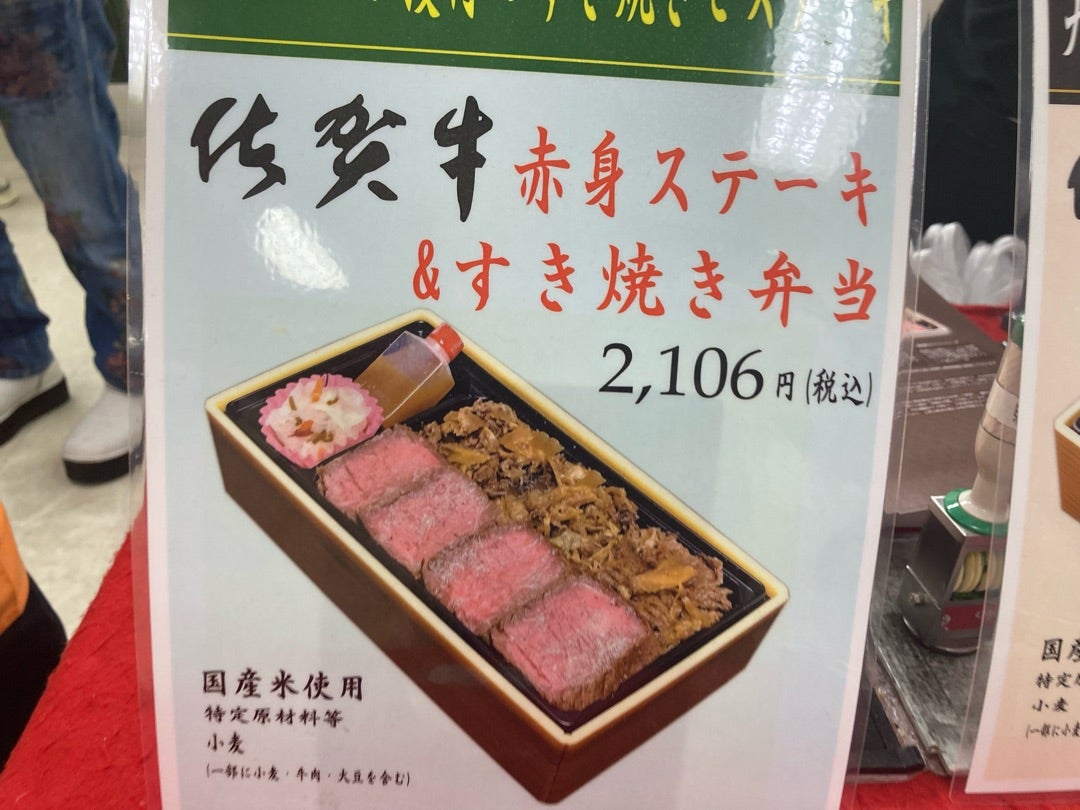 佐賀牛 赤身ステーキ
&すき焼き弁当
2,106円(税込)
国産米使用
特定原材料等
小麦
(一部に小麦・牛肉・大豆を含む)
小麦